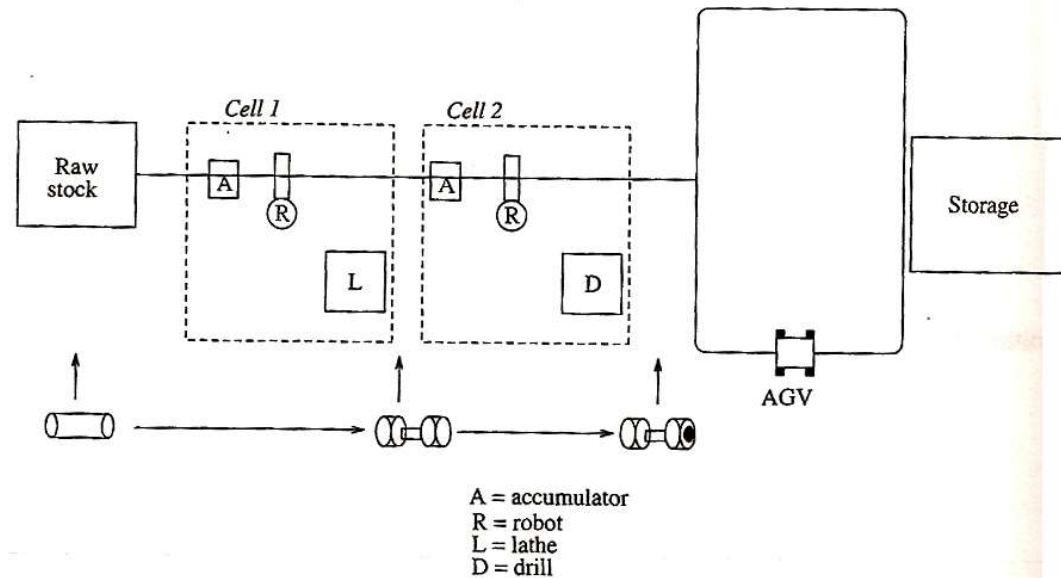 Cell 1
Cell 2
Raw
stock
A
R
A
R
Storage
L
D
AGV
A = accumulator
R = robot
L = lathe
D = drill